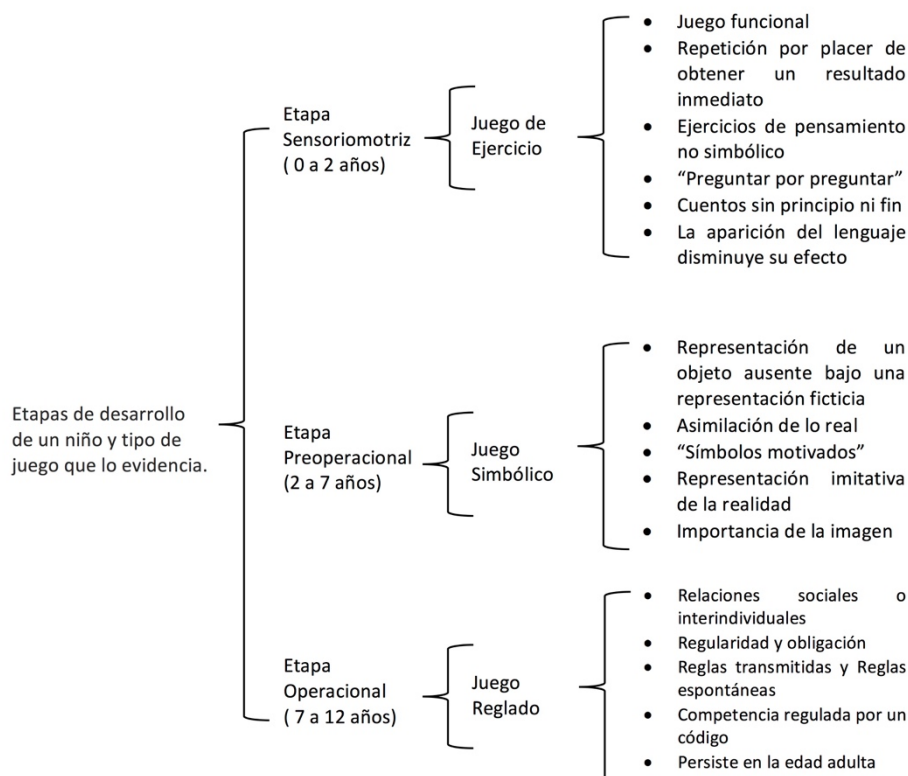 Etapas de desarrollo
de un niño y tipo de
juego que lo evidencia.
Etapa
Sensoriomotriz
( 0 a 2 años)
Juego de
Ejercicio
• Juego funcional
• Repetición por placer de
obtener un resultado
inmediato
• Ejercicios de pensamiento
no simbólico
• “Preguntar por preguntar”
• Cuentos sin principio ni fin
• La aparición del lenguaje
disminuye su efecto
Etapa
Preoperacional
(2 a 7 años)
Juego
Simbólico
• Representación de un
objeto ausente bajo una
representación ficticia
• Asimilación de lo real
• “Símbolos motivados”
• Representación imitativa
de la realidad
• Importancia de la imagen
Etapa
Operacional
( 7 a 12 años)
Juego
Reglado
• Relaciones sociales o
interindividuales
• Regularidad y obligación
• Reglas transmitidas y Reglas
espontáneas
• Competencia regulada por un
código
• Persiste en la edad adulta